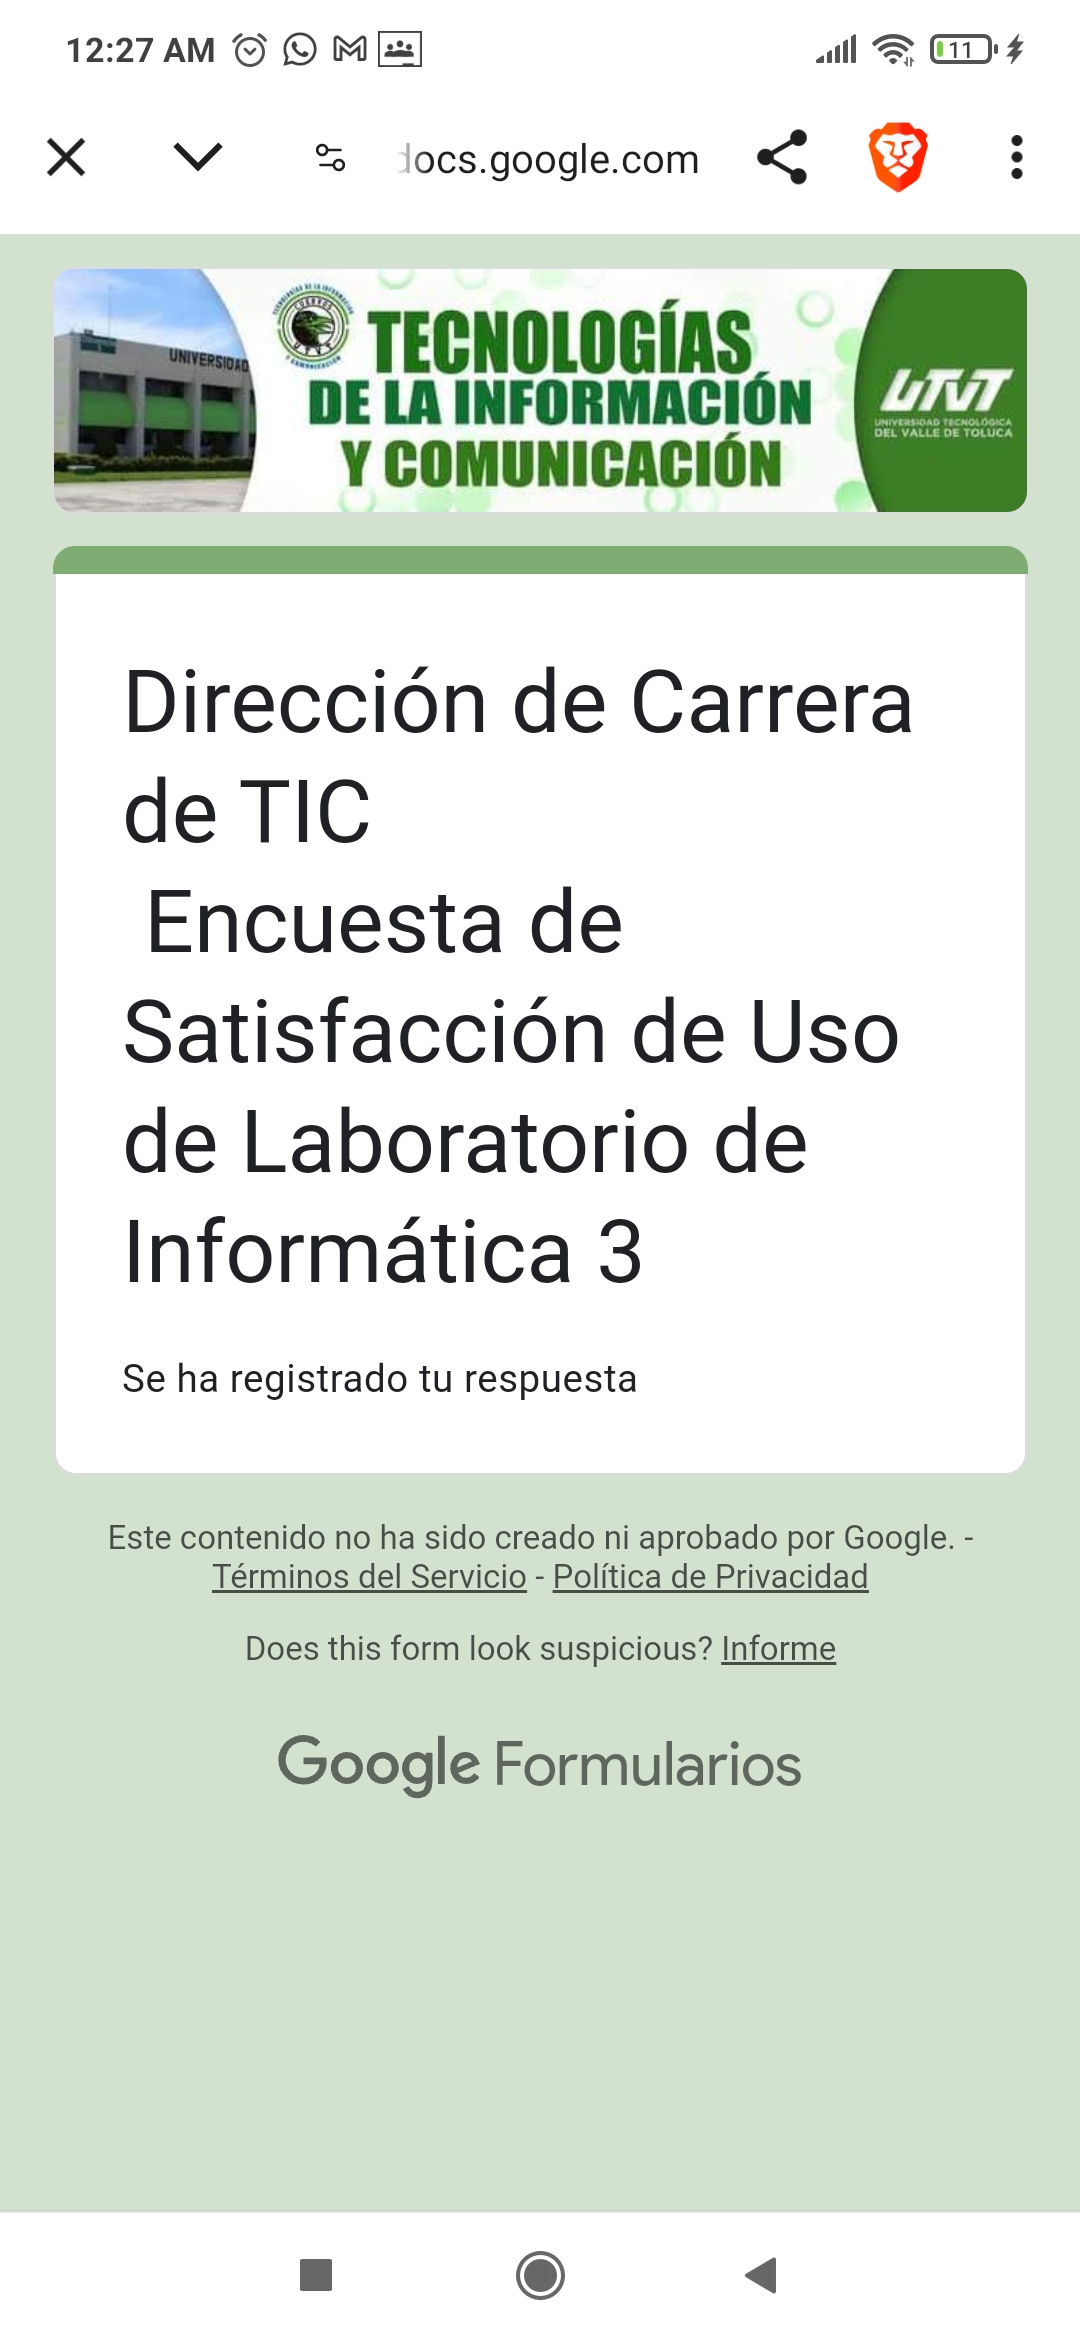 12:27 AM
11
docs.google.com
UNIVERSIDAD
TECNOLOGÍAS
DE LA INFORMACIÓN
Y COMUNICACIÓN
UTVT
UNIVERSIDAD TECNOLÓGICA
DEL VALLE DE TOLUCA
Dirección de Carrera
de TIC
Encuesta de
Satisfacción de Uso
de Laboratorio de
Informática 3
Se ha registrado tu respuesta
Este contenido no ha sido creado ni aprobado por Google. -
Términos del Servicio - Política de Privacidad
Does this form look suspicious? Informe
Google Formularios